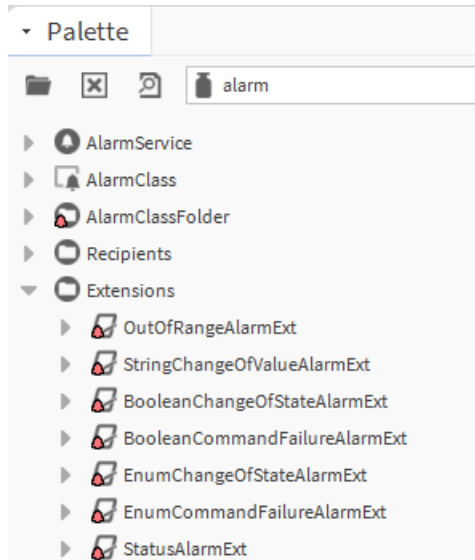 Palette
alarm
AlarmService
AlarmClass
AlarmClassFolder
Recipients
Extensions
OutOfRangeAlarmExt
StringChangeOfValueAlarmExt
BooleanChangeOfStateAlarmExt
BooleanCommandFailureAlarmExt
EnumChangeOfStateAlarmExt
EnumCommandFailureAlarmExt
StatusAlarmExt